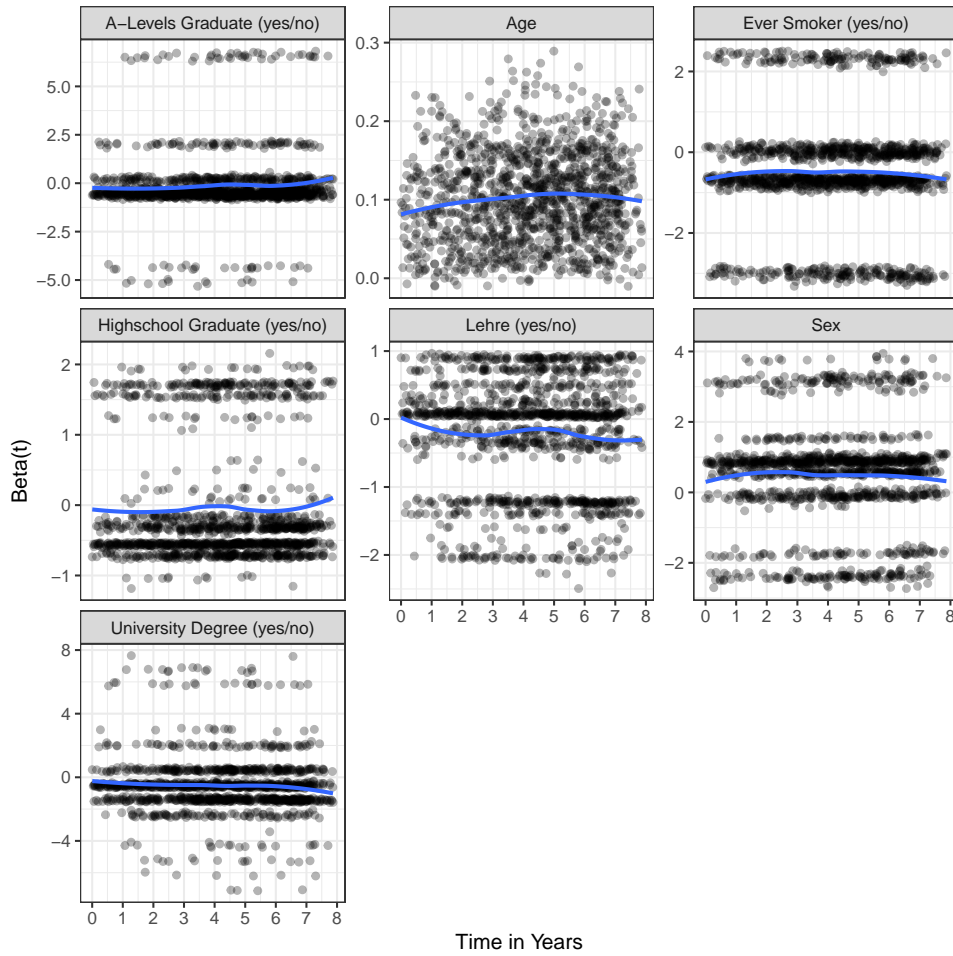 A−Levels Graduate (yes/no)
Age
Ever Smoker (yes/no)
5.0
2.5
0.0
−2.5
−5.0
0.3
0.2
0.1
0.0
2
0
−2
Highschool Graduate (yes/no)
Lehre (yes/no)
Sex
2
1
0
−1
1
0
−1
−2
4
2
0
−2
0 1 2 3 4 5 6 7 8
0 1 2 3 4 5 6 7 8
University Degree (yes/no)
8
4
0
−4
0 1 2 3 4 5 6 7 8
Beta(t)
Time in Years